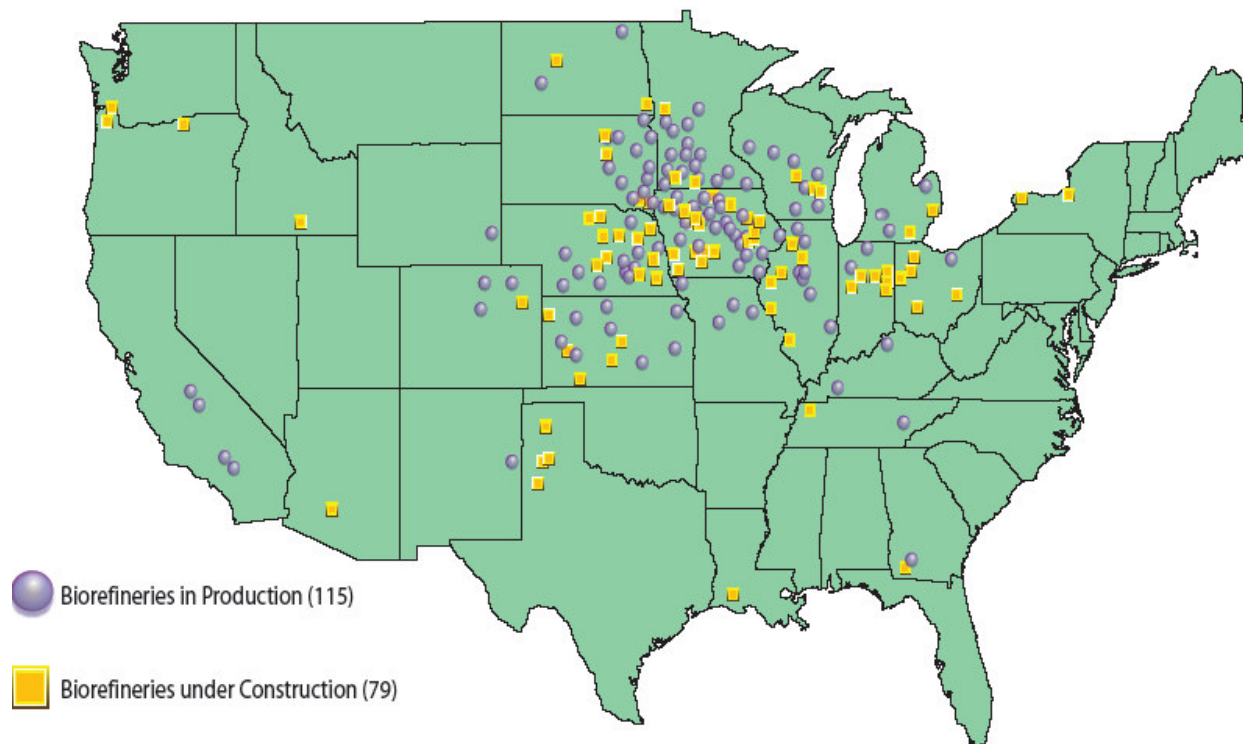 Biorefineries in Production (115)
Biorefineries under Construction (79)